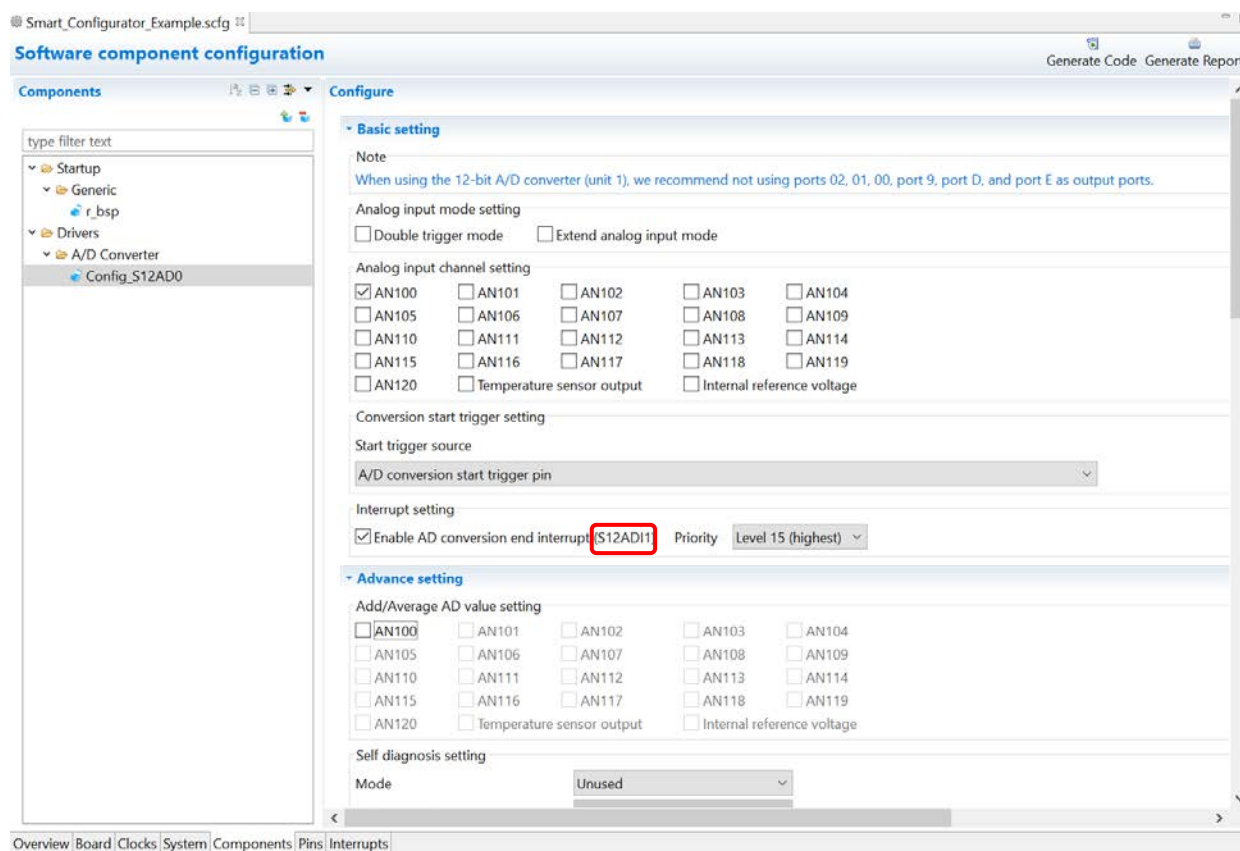 Smart_Configurator_Example.scfg
Software component configuration
Generate Code Generate Repor
Components
Configure
type filter text
Startup
Generic
r_bsp
Drivers
A/D Converter
Config_S12AD0
Basic setting
Note
When using the 12-bit A/D converter (unit 1), we recommend not using ports 02, 01, 00, port 9, port D, and port E as output ports.
Analog input mode setting
Double trigger mode Extend analog input mode
Analog input channel setting
AN100 AN101 AN102 AN103 AN104
AN105 AN106 AN107 AN108 AN109
AN110 AN111 AN112 AN113 AN114
AN115 AN116 AN117 AN118 AN119
AN120 Temperature sensor output Internal reference voltage
Conversion start trigger setting
Start trigger source
A/D conversion start trigger pin
Interrupt setting
Enable AD conversion end interrupt (S12ADI1) Priority Level 15 (highest)
Advance setting
Add/Average AD value setting
AN100 AN101 AN102 AN103 AN104
AN105 AN106 AN107 AN108 AN109
AN110 AN111 AN112 AN113 AN114
AN115 AN116 AN117 AN118 AN119
AN120 Temperature sensor output Internal reference voltage
Self diagnosis setting
Mode Unused
Overview Board Clocks System Components Pins Interrupts